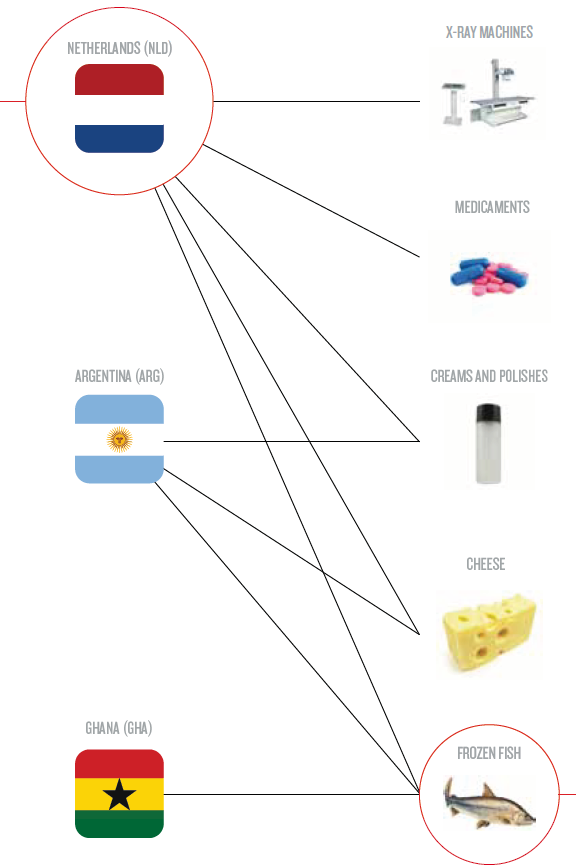 NETHERLANDS (NLD)
X-RAY MACHINES
MEDICAMENTS
ARGENTINA (ARG)
CREAMS AND POLISHES
CHEESE
GHANA (GHA)
FROZEN FISH